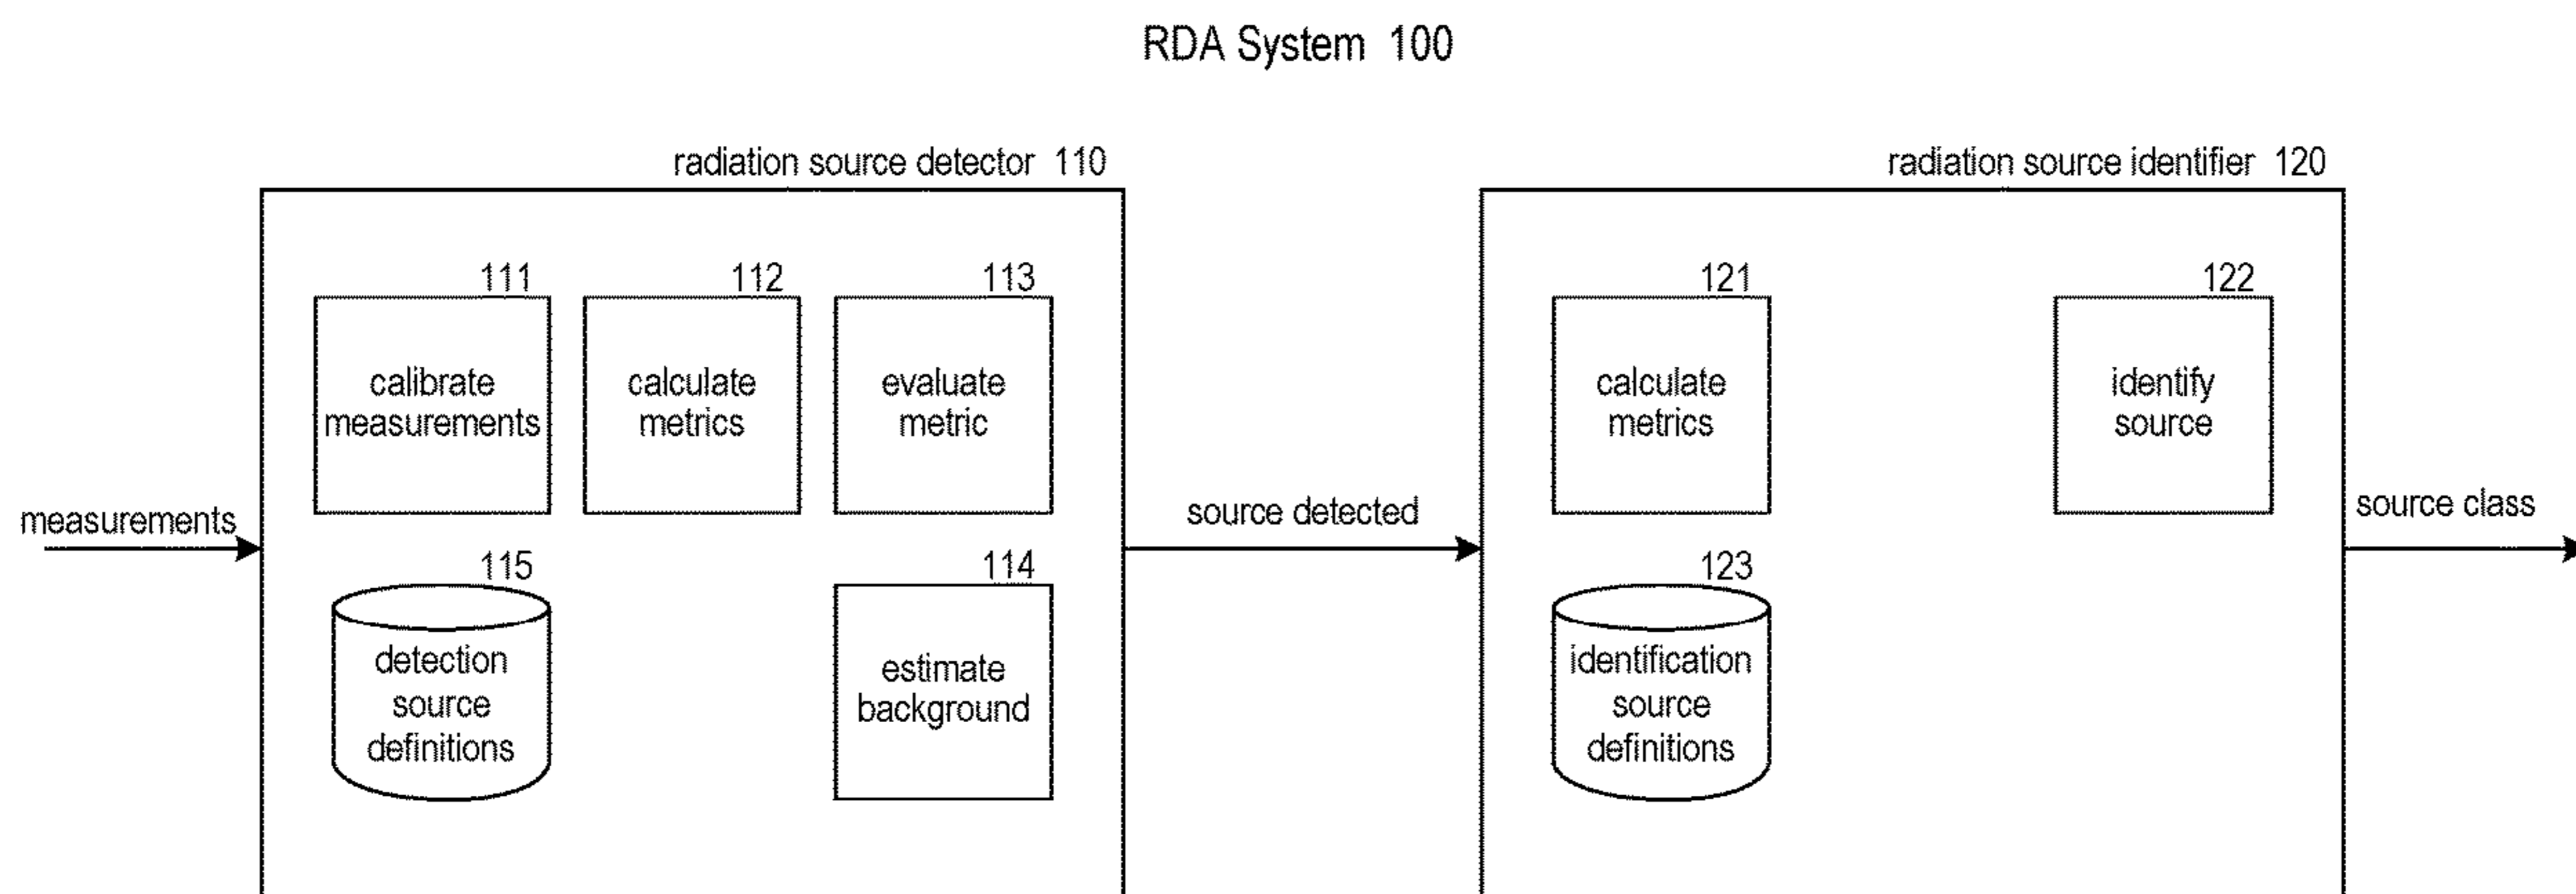 RDA System 100
radiation source detector 110
radiation source identifier 120
111
112
113
121
122
calibrate
measurements
calculate
metrics
evaluate
metric
calculate
metrics
identify
source
measurements
source detected
source class
115
114
123
detection
source
definitions
estimate
background
identification
source
definitions